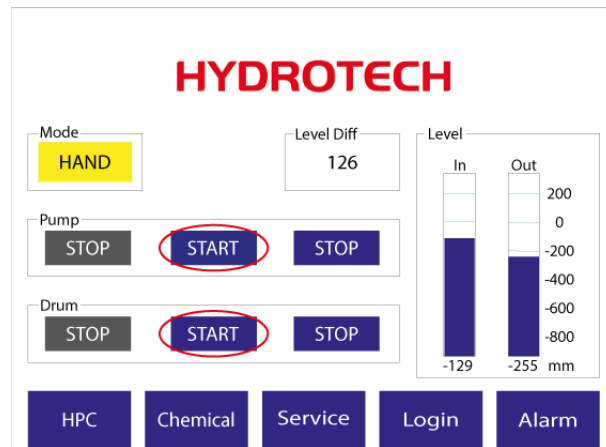 HYDROTECH
Mode
HAND
Level Diff
126
Level
In Out
200
0
-200
-400
-600
-800
-129 -255 mm
Pump
STOP START STOP
Drum
STOP START STOP
HPC Chemical Service Login Alarm